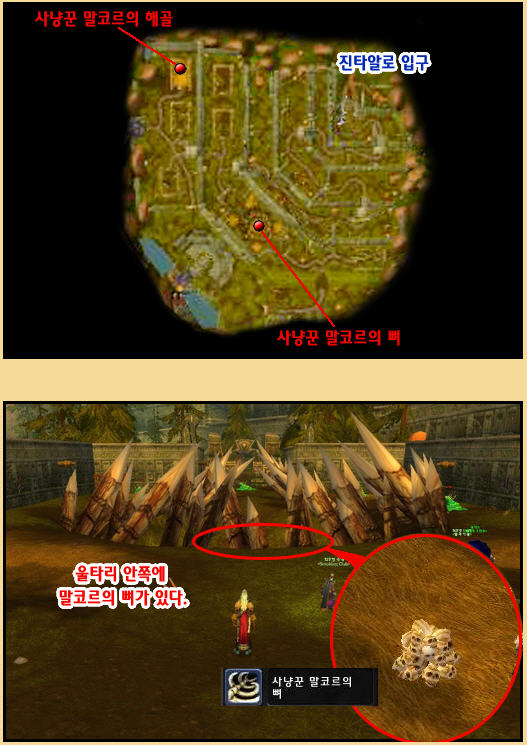 사냥꾼 말코르의 해골
진타알로 입구
사냥꾼 말코르의 뼈
울타리 안쪽에
말코르의 뼈가 있다.
사냥꾼 말코르의
뼈